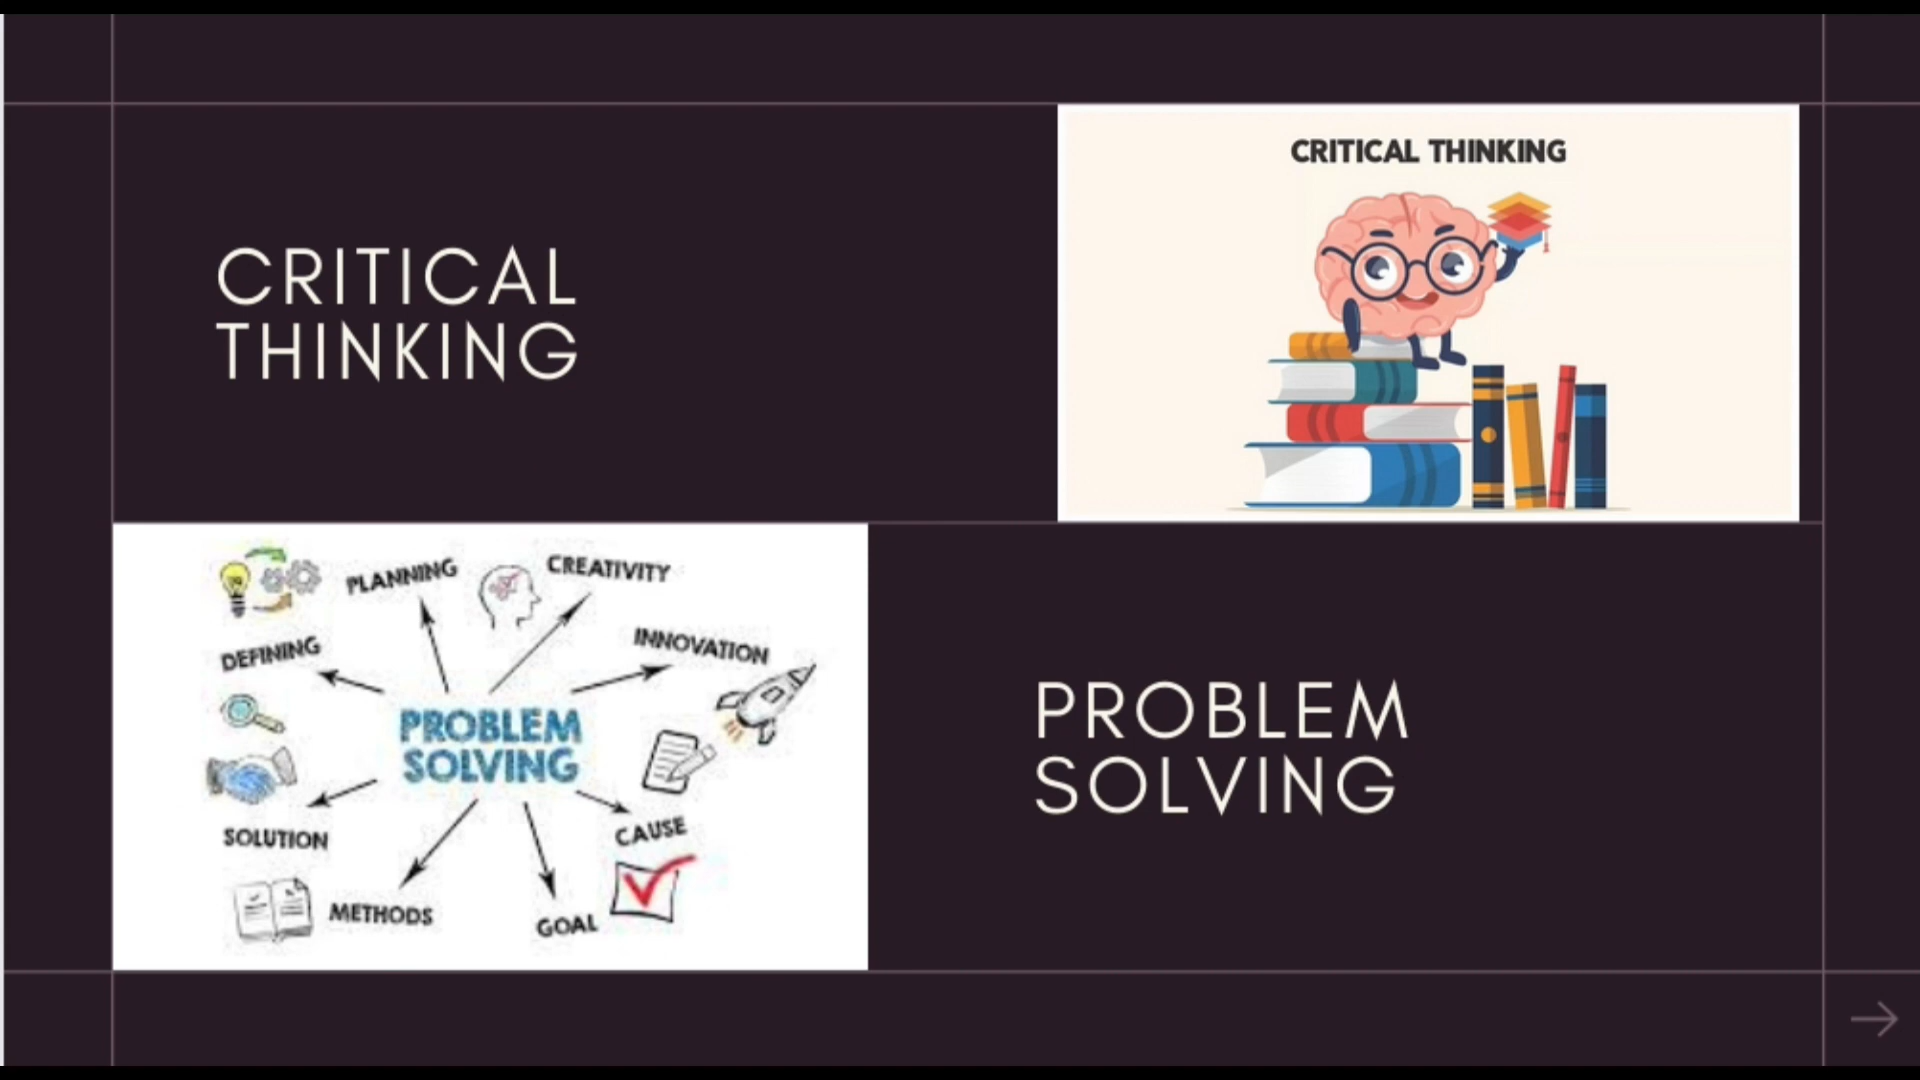 CRITICAL
THINKING
CRITICAL THINKING
PLANNING
CREATIVITY
DEFINING
INNOVATION
PROBLEM
SOLVING
SOLUTION
CAUSE
METHODS
GOAL
PROBLEM
SOLVING